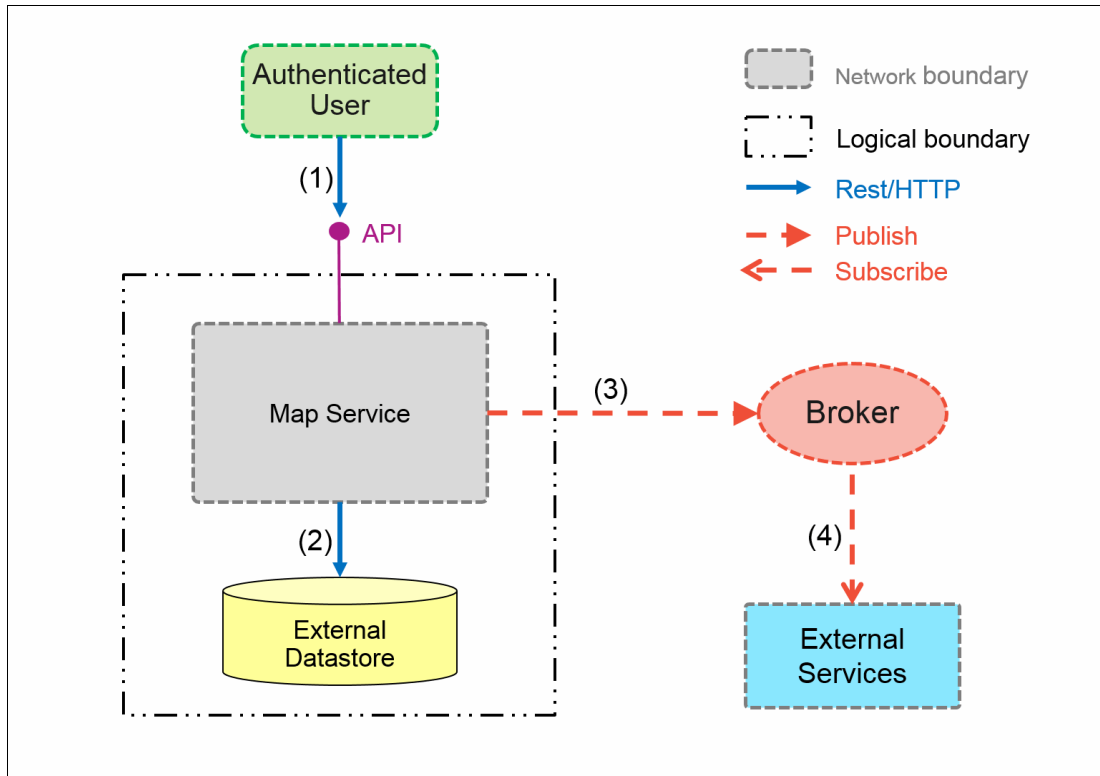 Authenticated
User
(1)
API
Map Service
(2)
External
Datastore
(3)
Broker
(4)
External
Services
Network boundary
Logical boundary
Rest/HTTP
Publish
Subscribe